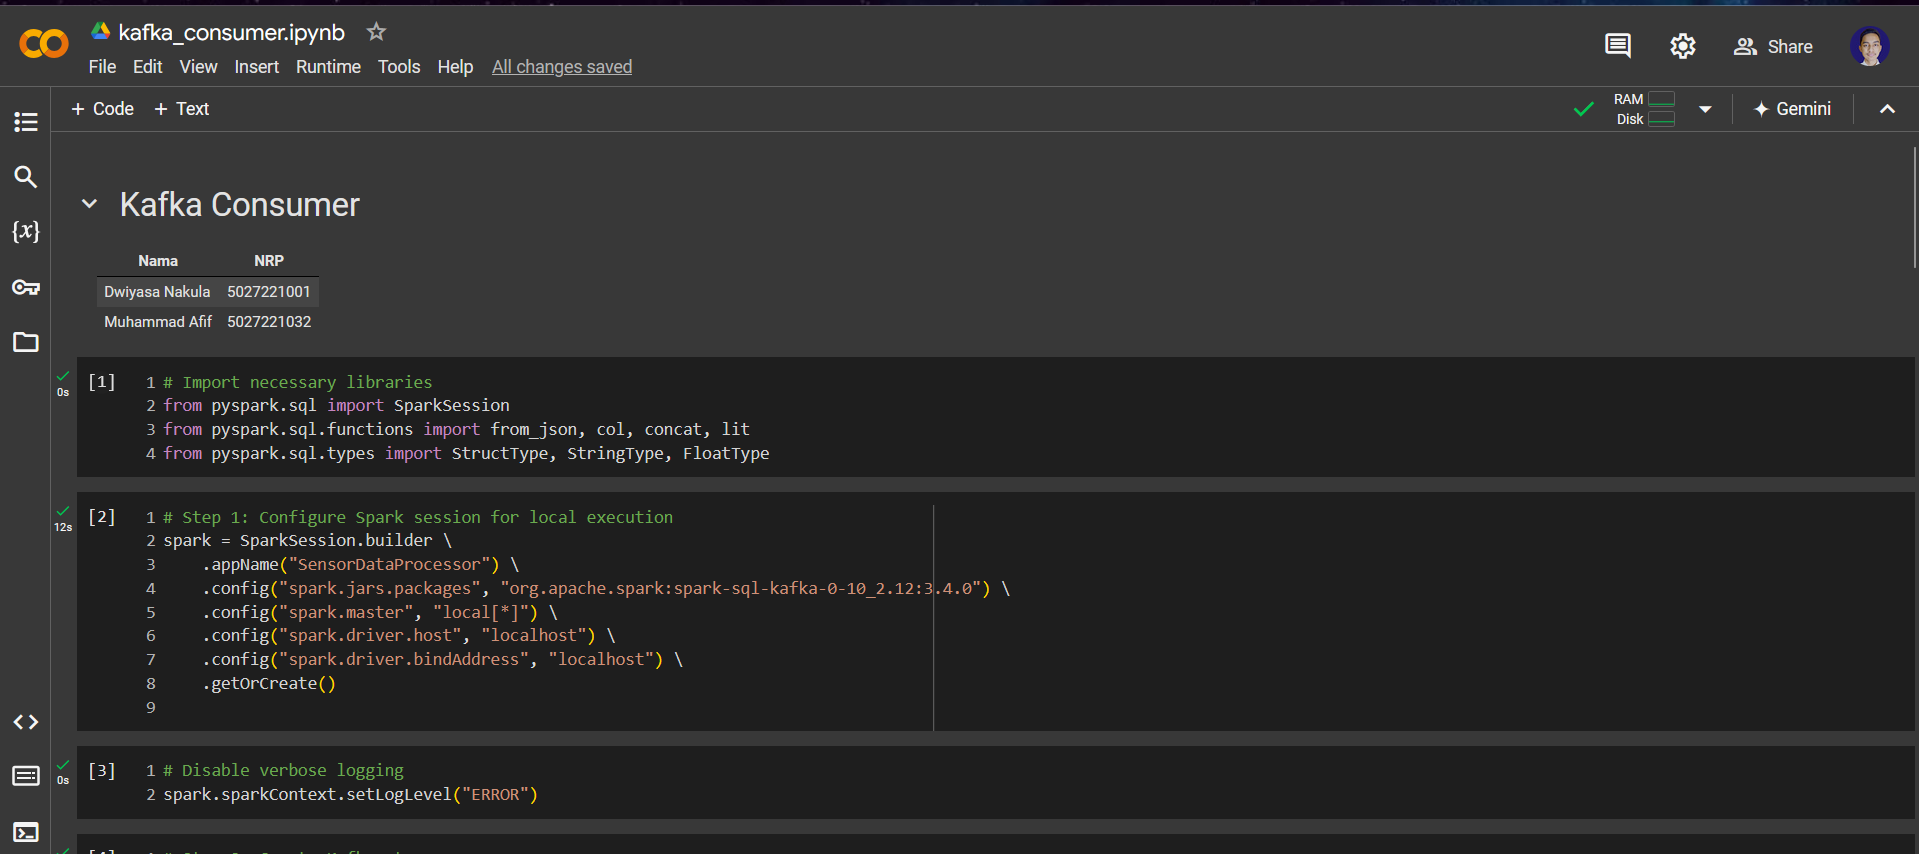 kafka_consumer.ipynb
File Edit View Insert Runtime Tools Help All changes saved
Share
+ Code + Text
RAM
Disk
Gemini
Kafka Consumer
Nama NRP
Dwiyasa Nakula 5027221001
Muhammad Afif 5027221032
[1]
0s
1 # Import necessary libraries
2 from pyspark.sql import SparkSession
3 from pyspark.sql.functions import from_json, col, concat, lit
4 from pyspark.sql.types import StructType, StringType, FloatType
[2]
12s
1 # Step 1: Configure Spark session for local execution
2 spark = SparkSession.builder \
3 .appName("SensorDataProcessor") \
4 .config("spark.jars.packages", "org.apache.spark:spark-sql-kafka-0-10_2.12:3.4.0") \
5 .config("spark.master", "local[*]") \
6 .config("spark.driver.host", "localhost") \
7 .config("spark.driver.bindAddress", "localhost") \
8 .getOrCreate()
9
[3]
0s
1 # Disable verbose logging
2 spark.sparkContext.setLogLevel("ERROR")